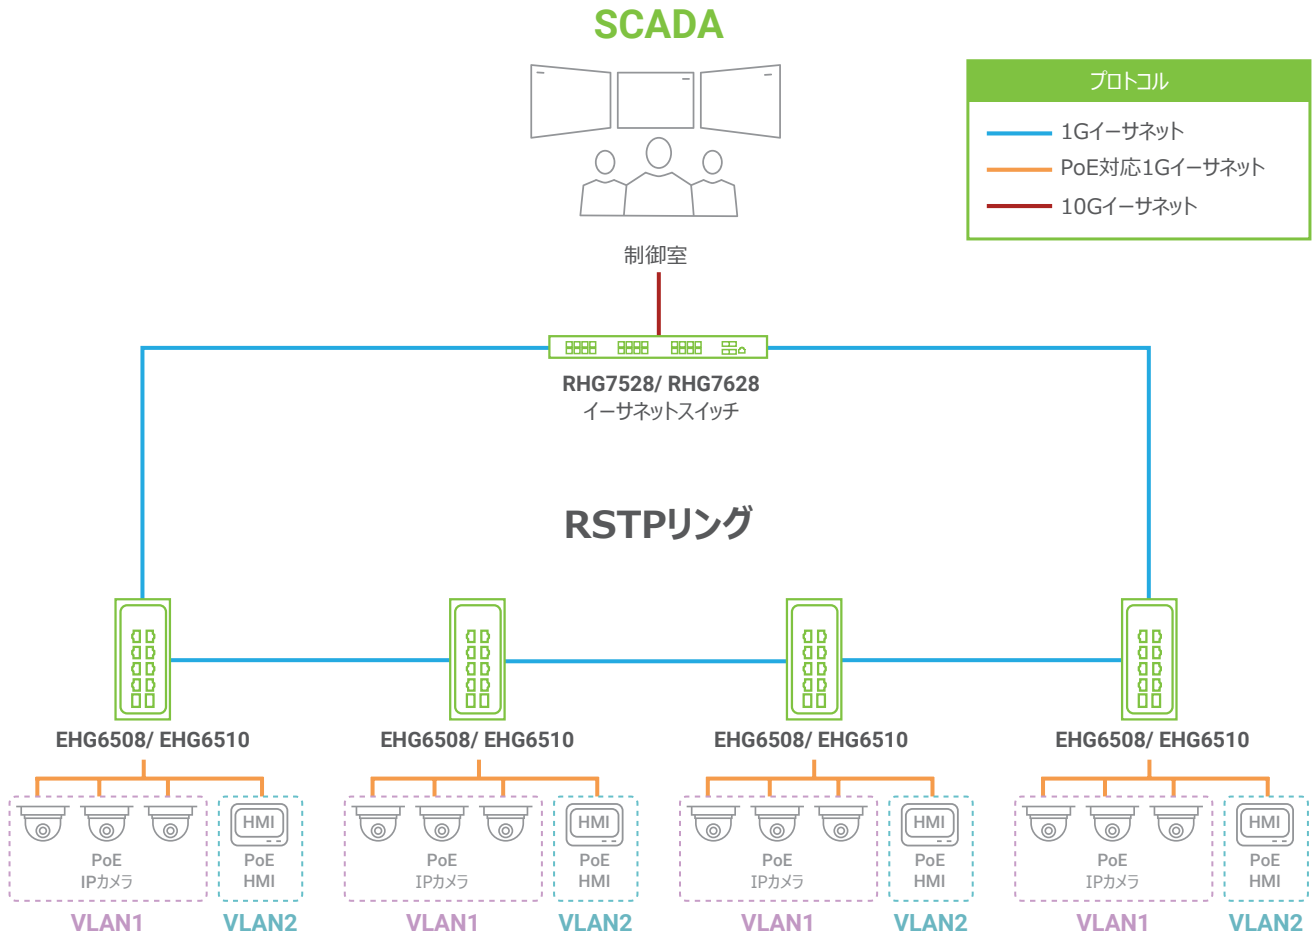 SCADA
プロトコル
1Gイーサネット
PoE対応1Gイーサネット
10Gイーサネット
制御室
RHG7528/ RHG7628
イーサネットスイッチ
RSTPリング
EHG6508/ EHG6510
EHG6508/ EHG6510
EHG6508/ EHG6510
EHG6508/ EHG6510
HMI
HMI
HMI
HMI
PoE
IPカメラ
PoE
HMI
PoE
IPカメラ
PoE
HMI
PoE
IPカメラ
PoE
HMI
PoE
IPカメラ
PoE
HMI
VLAN1
VLAN2
VLAN1
VLAN2
VLAN1
VLAN2
VLAN1
VLAN2